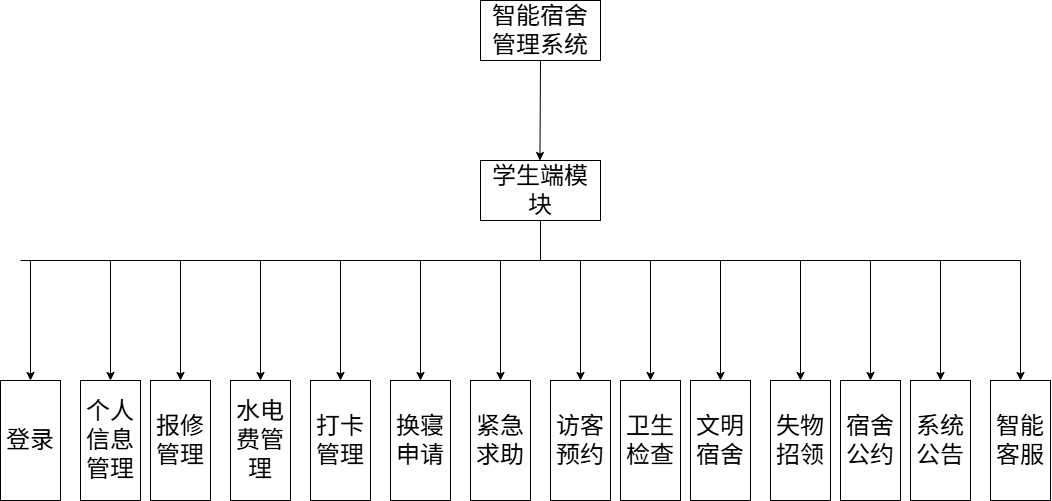 智能宿舍
管理系统
学生端模
块
登录
个人
信息
管理
报修
管理
水电
费管
理
打卡
管理
换寝
申请
紧急
求助
访客
预约
卫生
检查
文明
宿舍
失物
招领
宿舍
公约
系统
公告
智能
客服